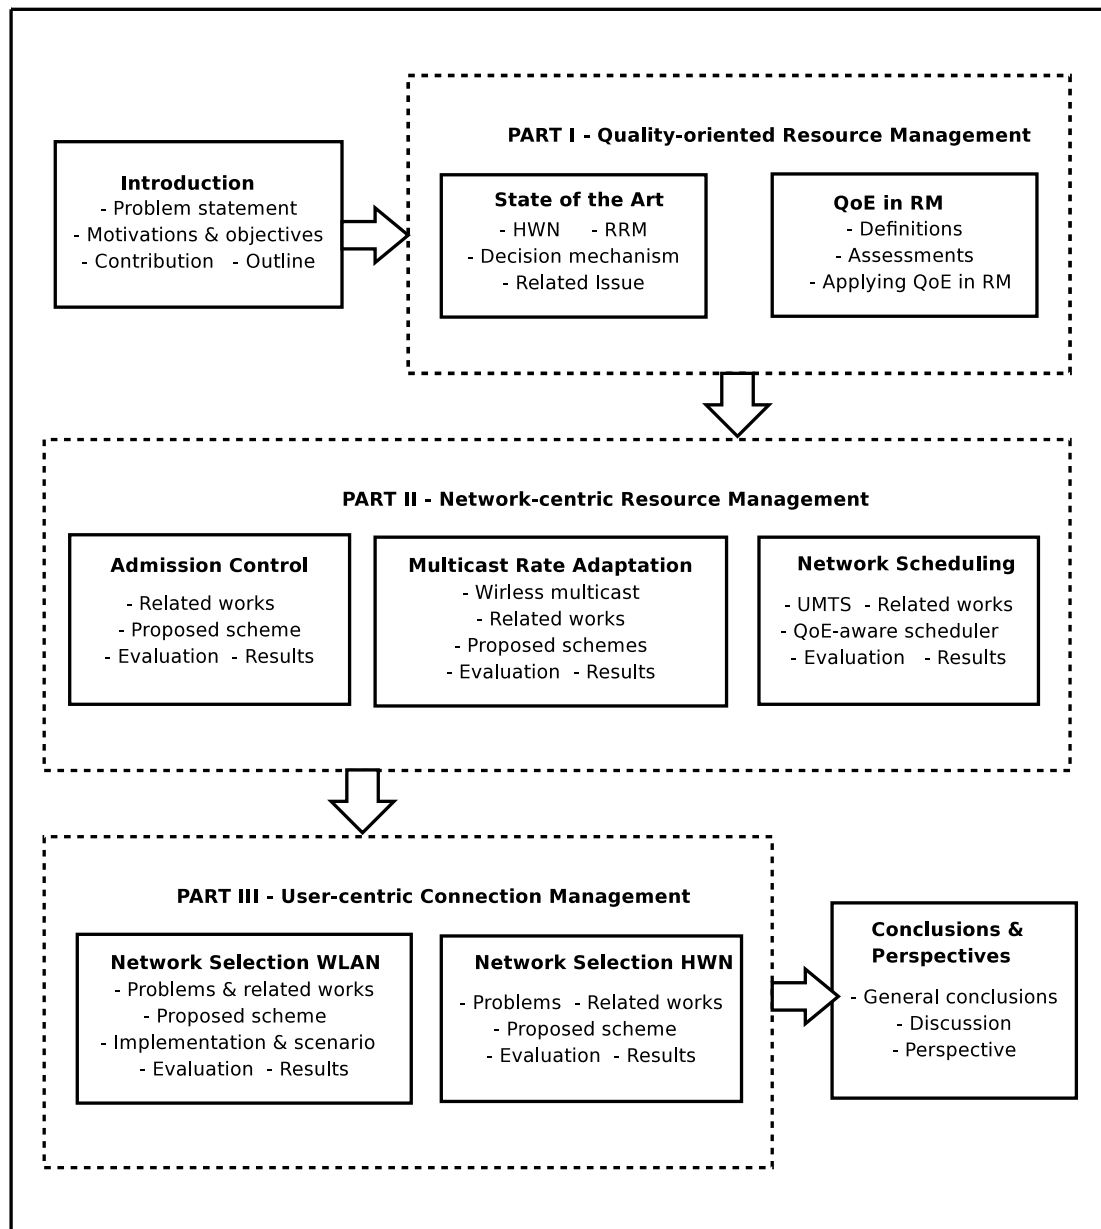 Introduction
- Problem statement
- Motivations & objectives
- Contribution - Outline
PART I - Quality-oriented Resource Management
State of the Art
- HWN - RRM
- Decision mechanism
- Related Issue
QoE in RM
- Definitions
- Assessments
- Applying QoE in RM
PART II - Network-centric Resource Management
Admission Control
- Related works
- Proposed scheme
- Evaluation - Results
Multicast Rate Adaptation
- Wirless multicast
- Related works
- Proposed schemes
- Evaluation - Results
Network Scheduling
- UMTS - Related works
- QoE-aware scheduler
- Evaluation - Results
PART III - User-centric Connection Management
Network Selection WLAN
- Problems & related works
- Proposed scheme
- Implementation & scenario
- Evaluation - Results
Network Selection HWN
- Problems - Related works
- Proposed scheme
- Evaluation - Results
Conclusions &
Perspectives
- General conclusions
- Discussion
- Perspective